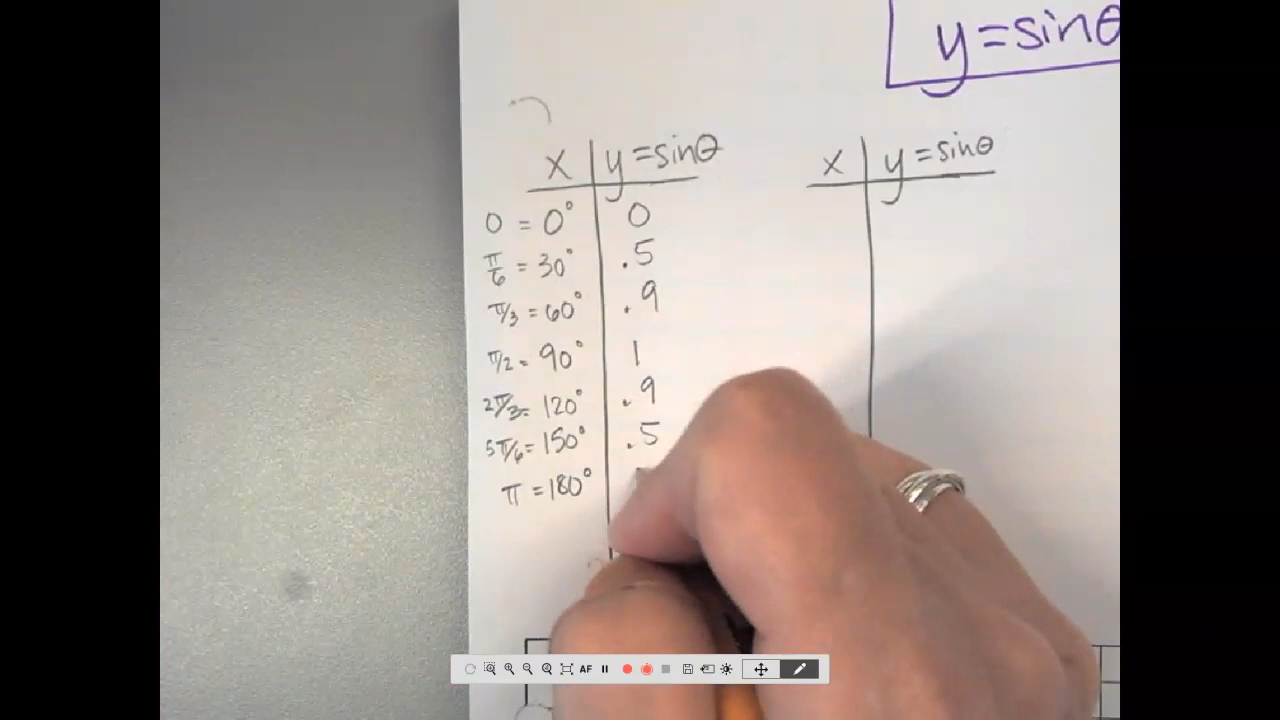 y=sinθ
x y=sinθ
0 = 0° 0
π/6 = 30° .5
π/3 = 60° .9
π/2 = 90° 1
2π/3 = 120° .9
5π/6 = 150° .5
π = 180°
x y=sinθ
AF